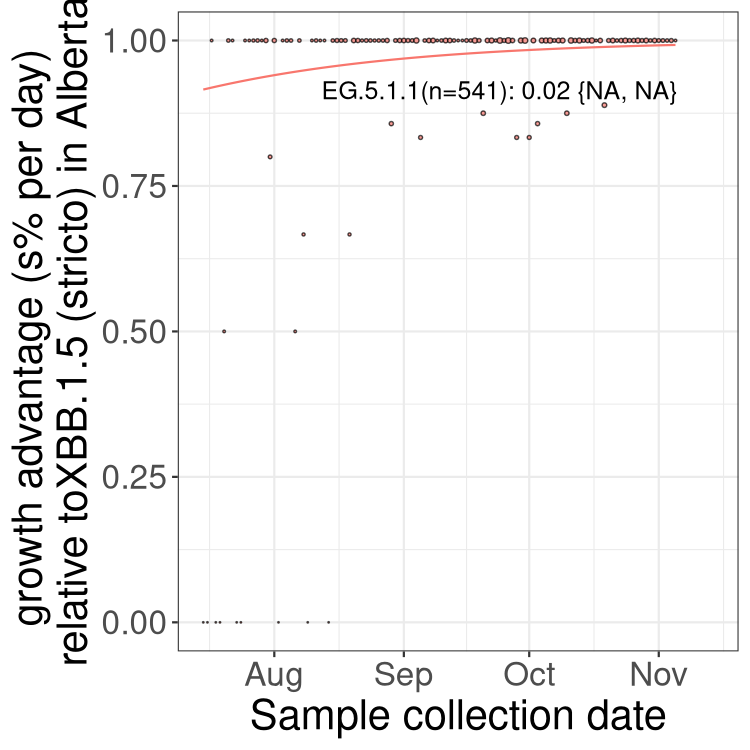 growth advantage (s% per day)
relative toXBB.1.5 (stricto) in Alberta
1.00
0.75
0.50
0.25
0.00
EG.5.1.1(n=541): 0.02 {NA, NA}
Aug Sep Oct Nov
Sample collection date